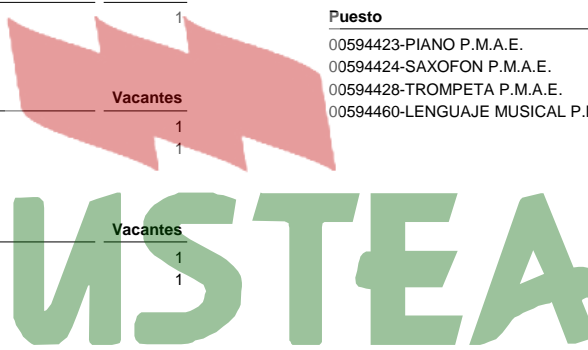 1
Puesto
00594423-PIANO P.M.A.E.
00594424-SAXOFON P.M.A.E.
00594428-TROMPETA P.M.A.E.
00594460-LENGUAJE MUSICAL P.
Vacantes
1
1
Vacantes
1
1
USTEA